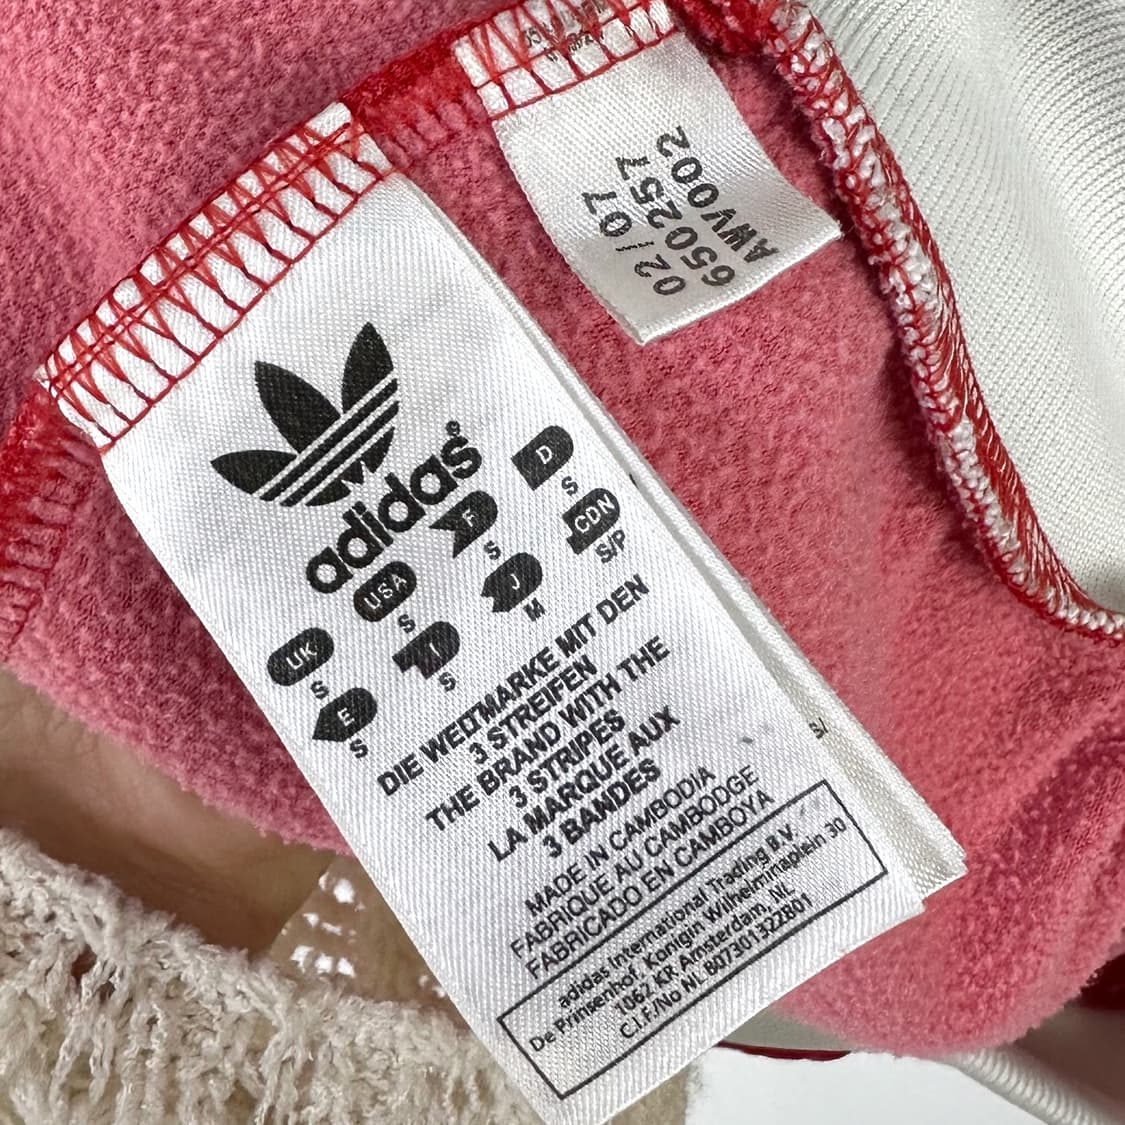 02/07
650257
AWV002
adidas®
UK
S
USA
S
F
S
D
S
E
S
I
S
J
M
CDN
S/P
DIE WELTMARKE MIT DEN
3 STREIFEN
THE BRAND WITH THE
3 STRIPES
LA MARQUE AUX
3 BANDES
MADE IN CAMBODIA
FABRIQUE AU CAMBODGE
FABRICADO EN CAMBOYA
adidas International Trading B.V.
De Prinsenhof, Konigin Wilhelminaplein 30
1062 KR Amsterdam, NL
C.I.F./No NL B07301322B01
S/